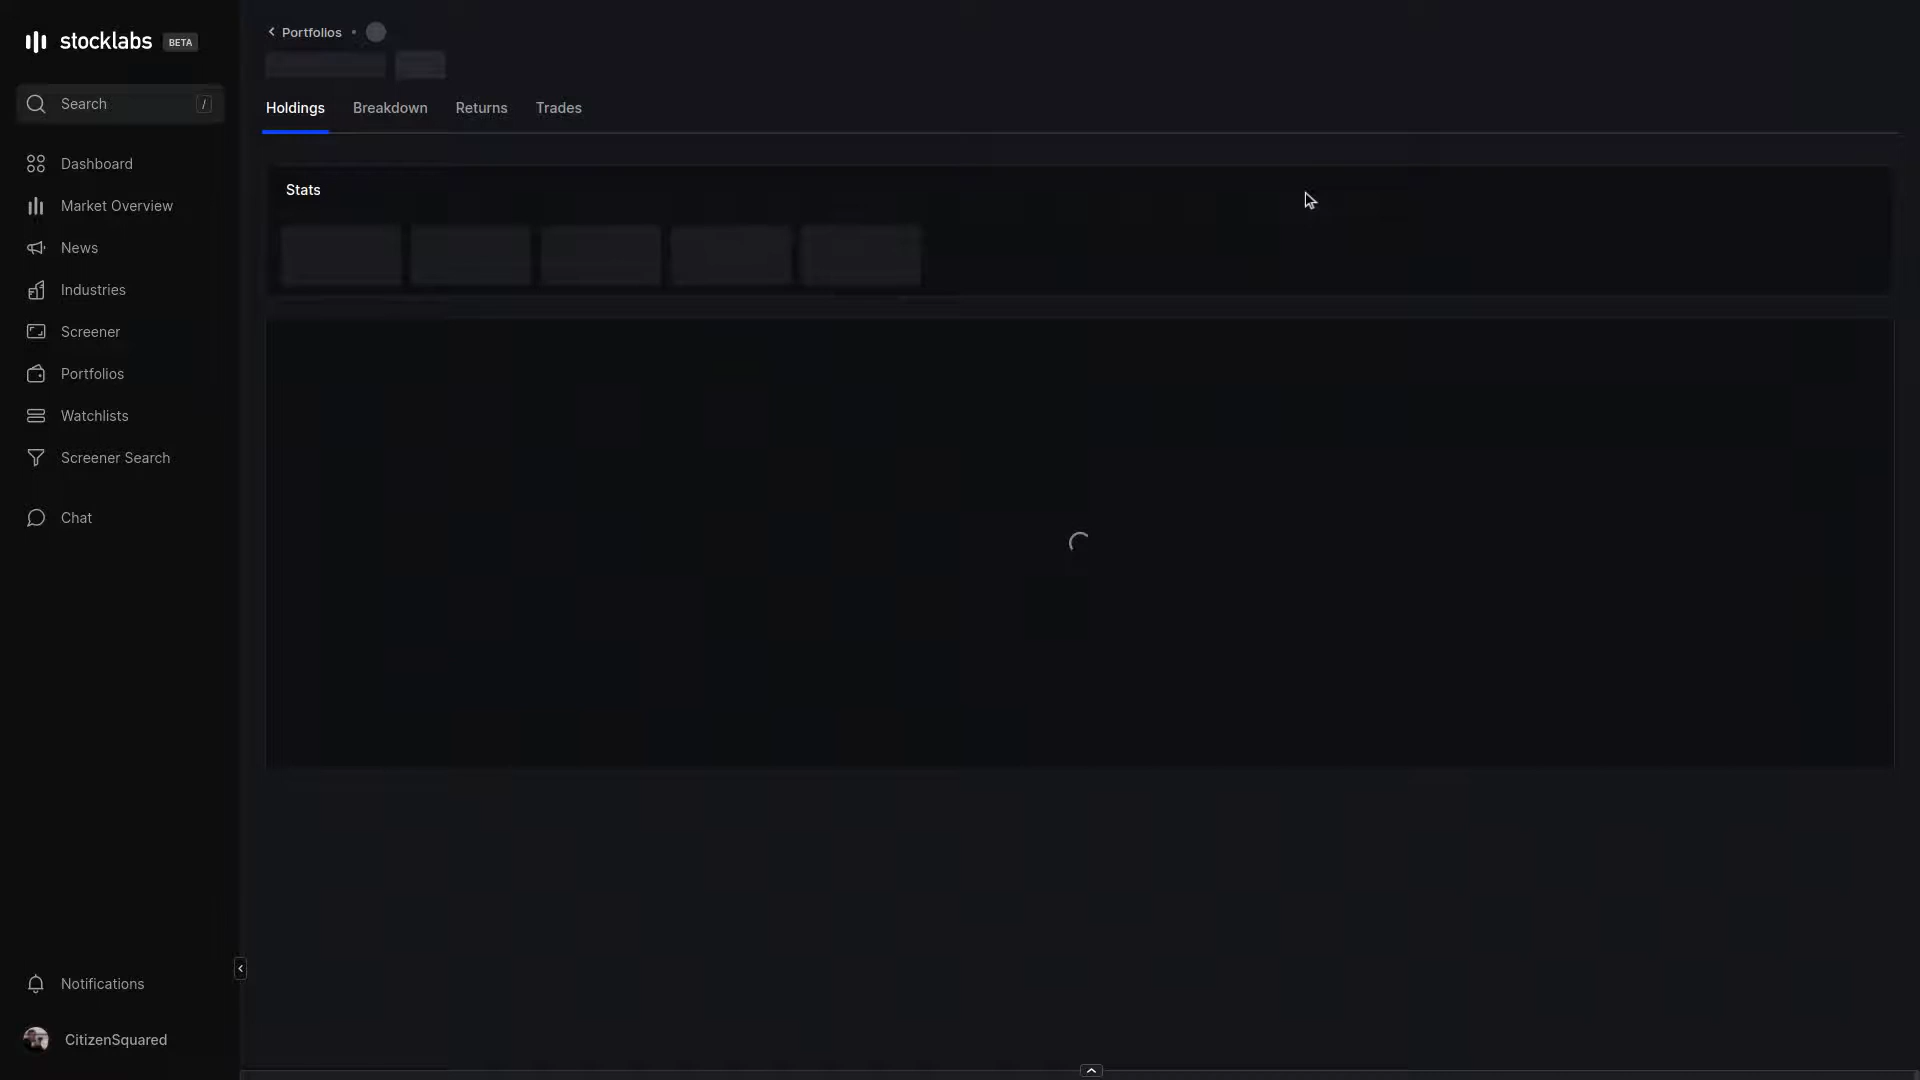 stocklabs BETA
Search /
Dashboard
Market Overview
News
Industries
Screener
Portfolios
Watchlists
Screener Search
Chat
Notifications
CitizenSquared
Portfolios •
Holdings Breakdown Returns Trades
Stats